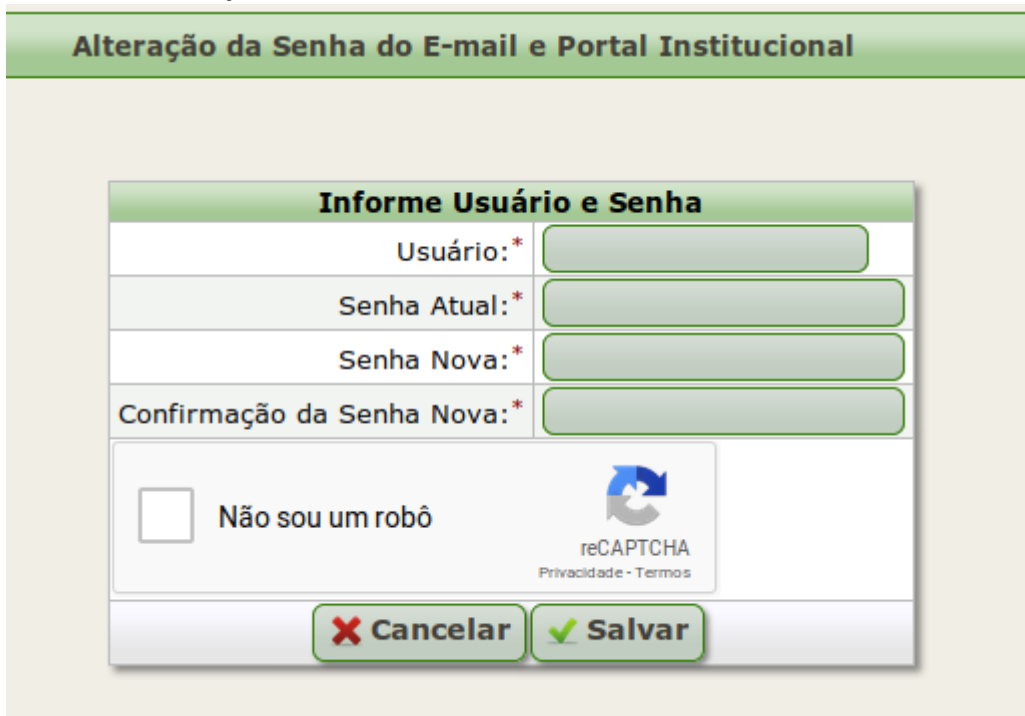 Alteração da Senha do E-mail e Portal Institucional
Informe Usuário e Senha
Usuário:*
Senha Atual:*
Senha Nova:*
Confirmação da Senha Nova:*
Não sou um robô
reCAPTCHA
Privacidade - Termos
Cancelar Salvar